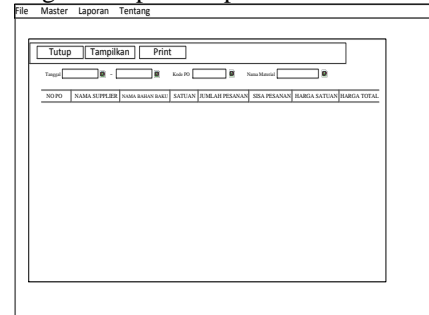 File Master Laporan Tentang
Tutup Tampilkan Print
Tanggal - Kode PO Nama Material
NO PO NAMA SUPPLIER NAMA BAHAN BAKU SATUAN JUMLAH PESANAN SISA PESANAN HARGA SATUAN HARGA TOTAL